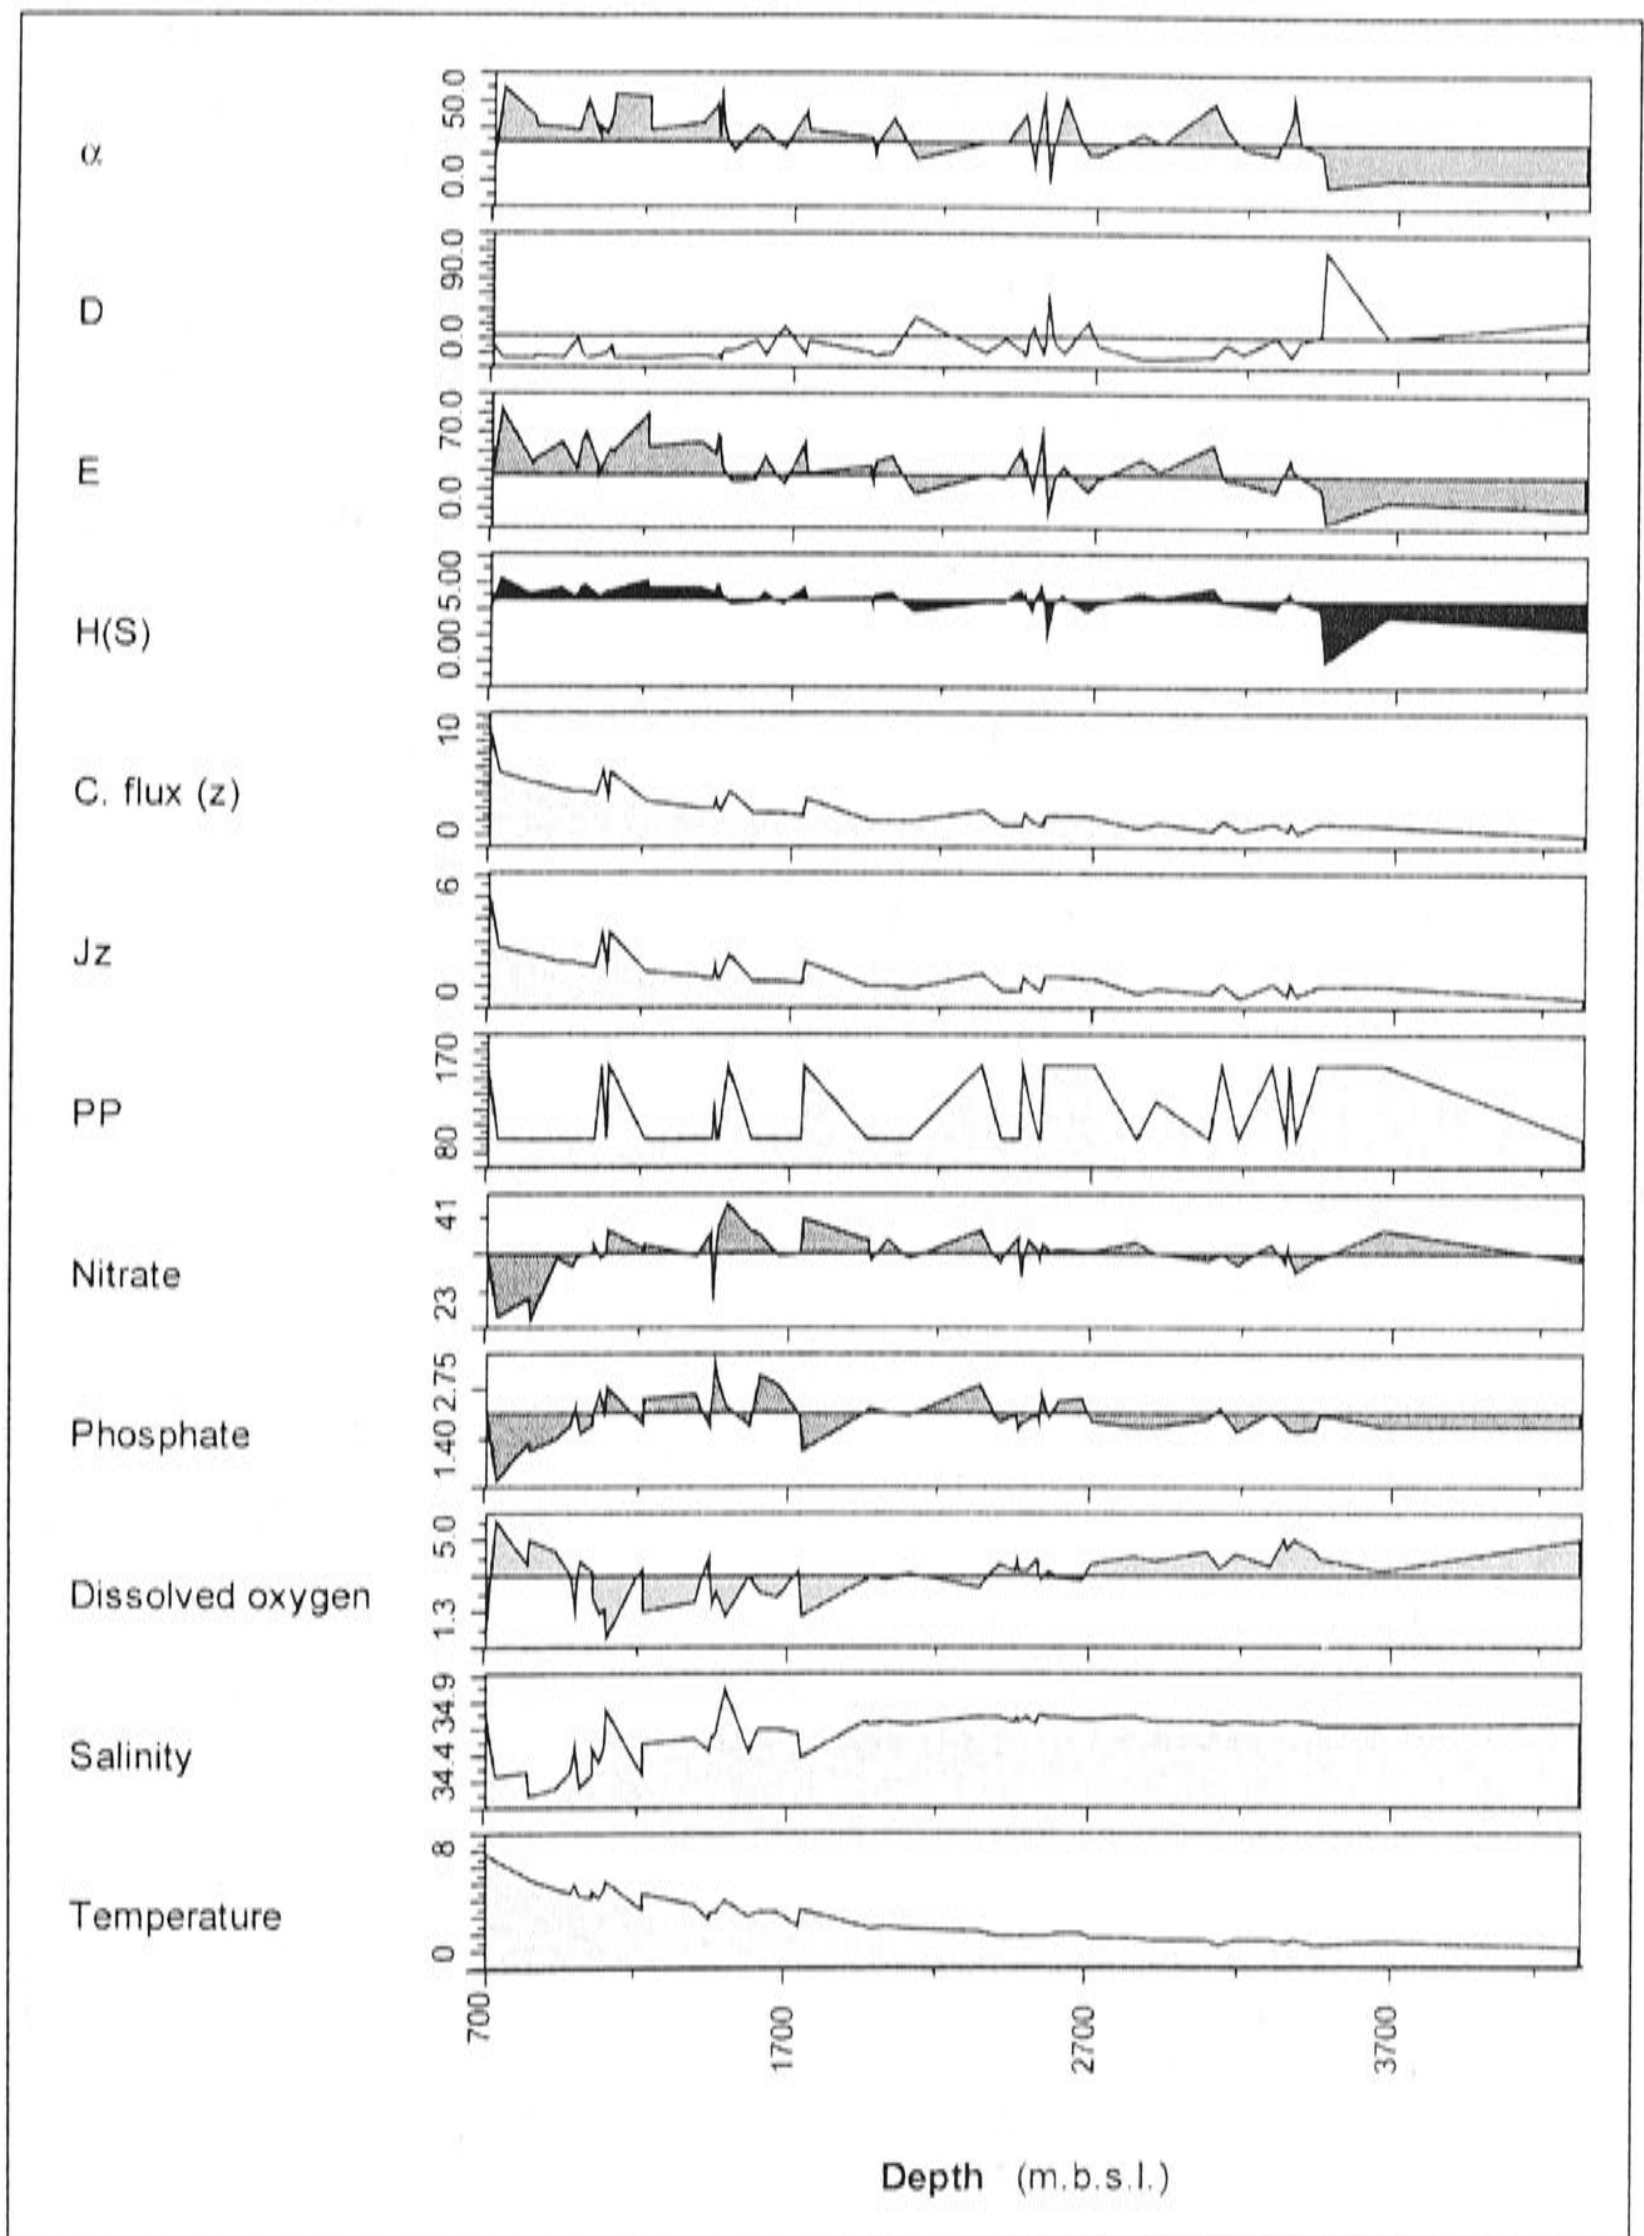 α 0.0 50.0
D 0.0 90.0
E 0.0 70.0
H(S) 0.00 5.00
C. flux (z) 0 10
Jz 0 6
PP 80 170
Nitrate 23 41
Phosphate 1.40 2.75
Dissolved oxygen 1.3 5.0
Salinity 34.4 34.9
Temperature 0 8
700 1700 2700 3700
Depth (m.b.s.l.)